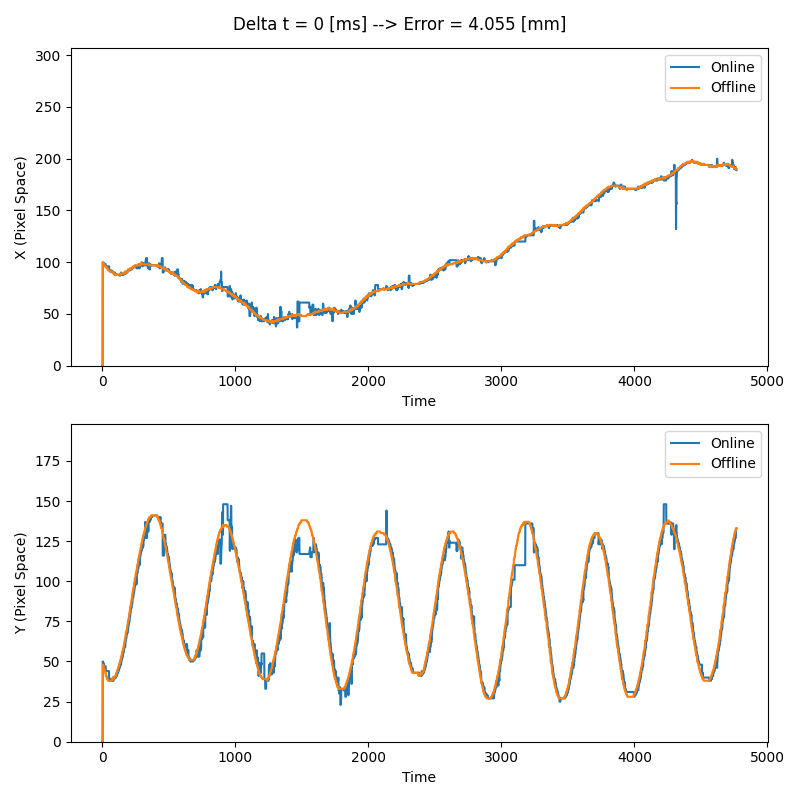 Delta t = 0 [ms] --> Error = 4.055 [mm]
300
250
200
150
100
50
0
X (Pixel Space)
Online
Offline
0 1000 2000 3000 4000 5000
Time
175
150
125
100
75
50
25
0
Y (Pixel Space)
Online
Offline
0 1000 2000 3000 4000 5000
Time